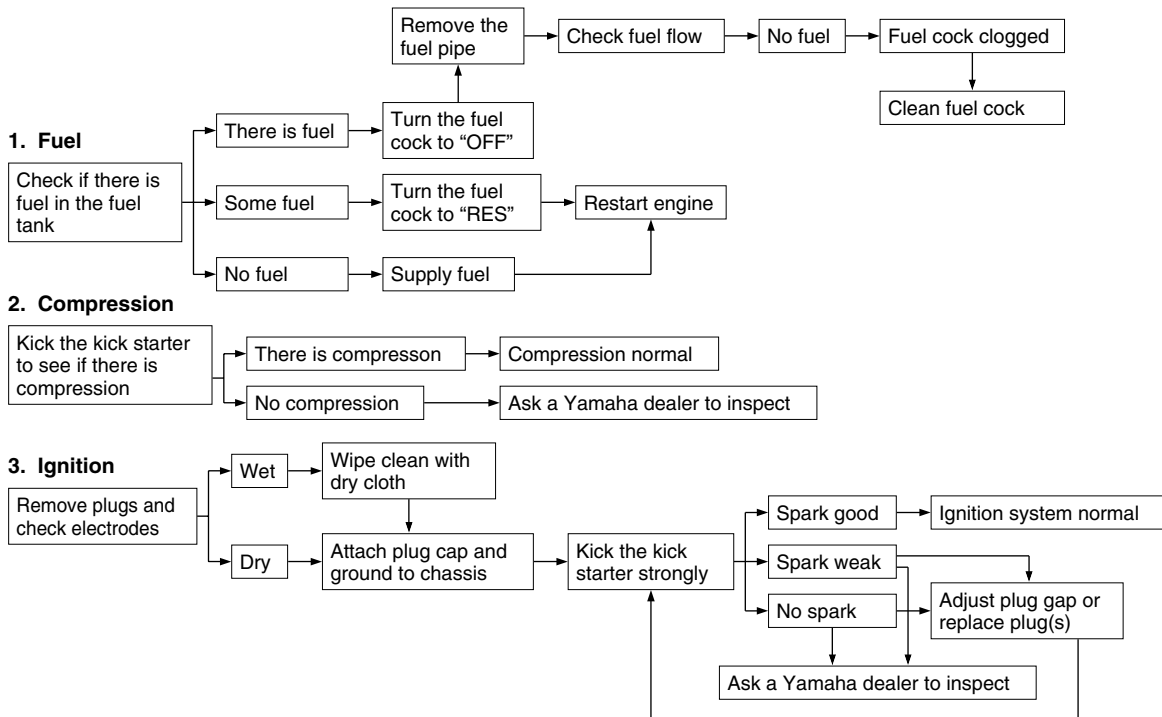 Remove the
fuel pipe
Check fuel flow
No fuel
Fuel cock clogged
Clean fuel cock
1. Fuel
There is fuel
Turn the fuel
cock to “OFF”
Check if there is
fuel in the fuel
tank
Some fuel
Turn the fuel
cock to “RES”
Restart engine
No fuel
Supply fuel
2. Compression
Kick the kick starter
to see if there is
compression
There is compresson
Compression normal
No compression
Ask a Yamaha dealer to inspect
3. Ignition
Remove plugs and
check electrodes
Wet
Wipe clean with
dry cloth
Dry
Attach plug cap and
ground to chassis
Kick the kick
starter strongly
Spark good
Ignition system normal
Spark weak
No spark
Adjust plug gap or
replace plug(s)
Ask a Yamaha dealer to inspect